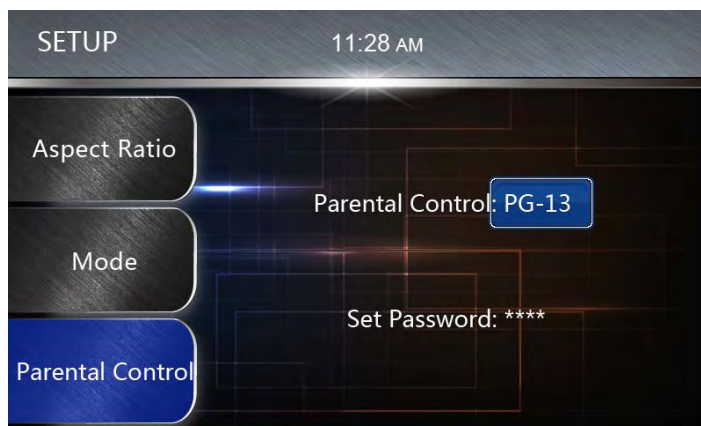 SETUP
11:28 AM
Aspect Ratio
Mode
Parental Control
Parental Control: PG-13
Set Password: ****